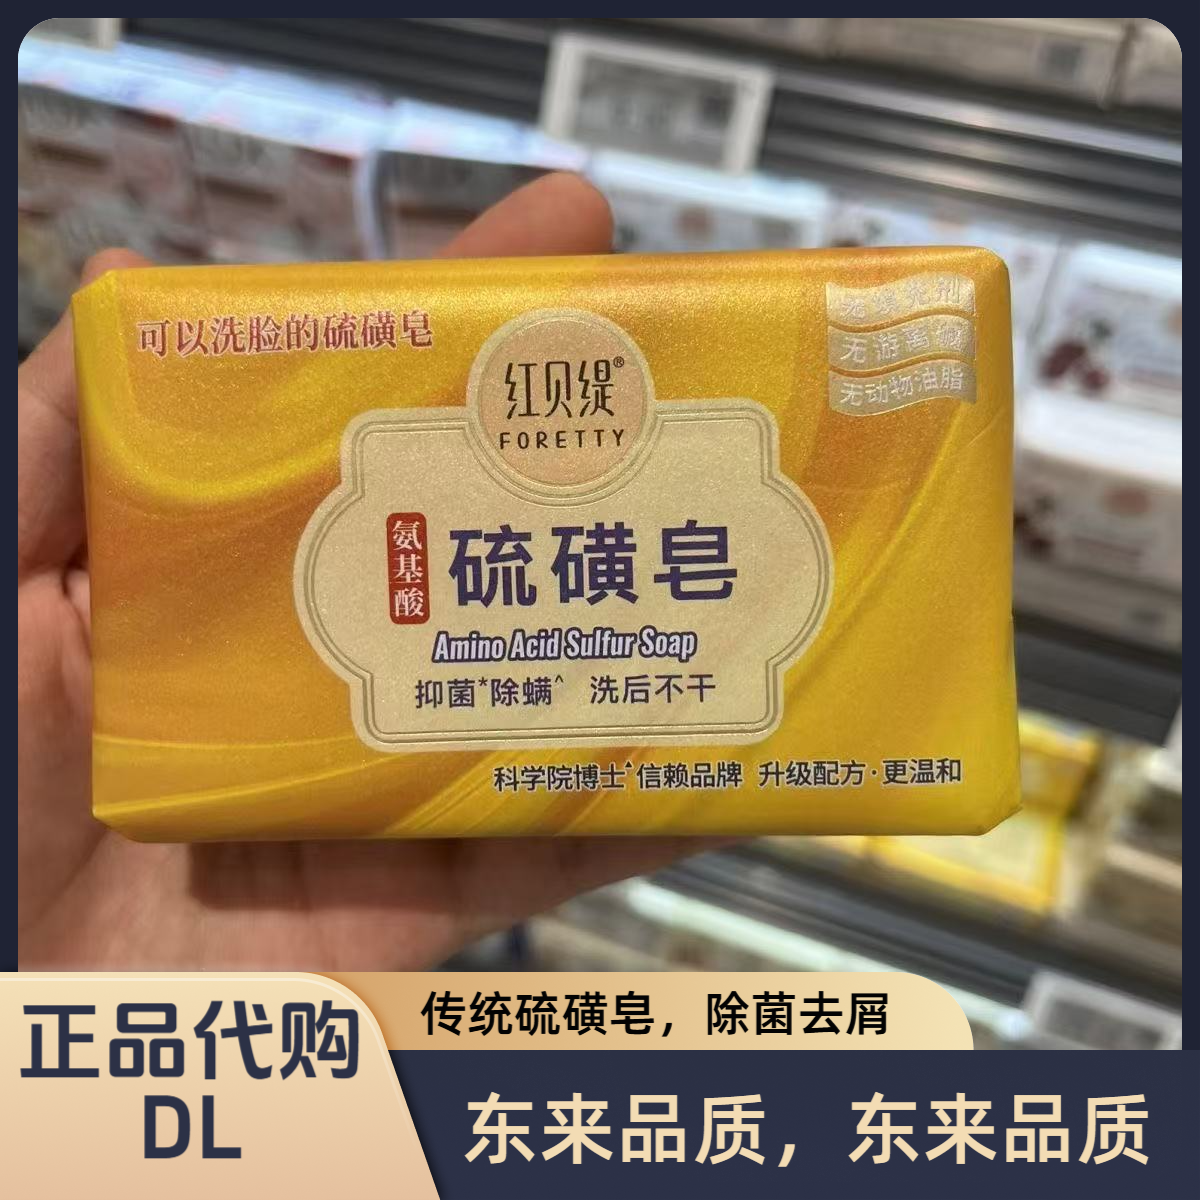 可以洗脸的硫磺皂
红贝缇®
FORETTY
无填充剂
无游离碱
无动物油脂
氨基酸
硫磺皂
Amino Acid Sulfur Soap
抑菌*除螨^ 洗后不干
科学院博士▲信赖品牌 升级配方·更温和
正品代购
DL
传统硫磺皂，除菌去屑
东来品质，东来品质